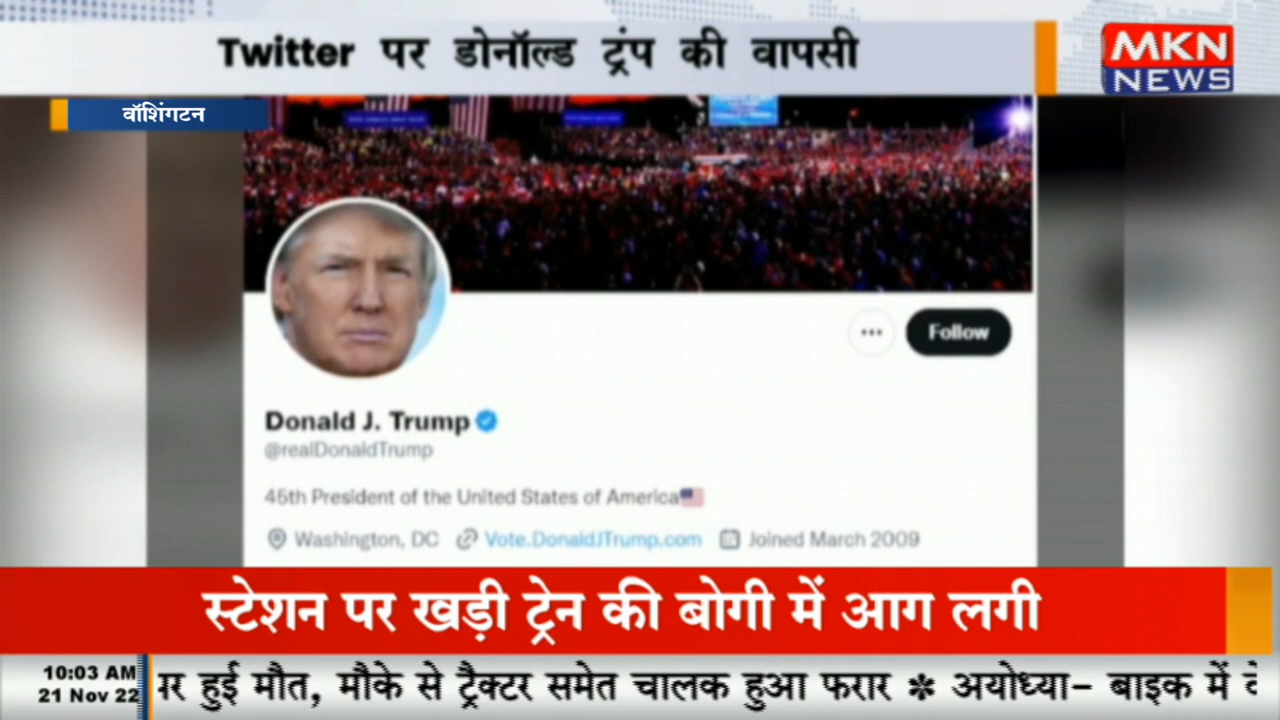 Twitter पर डोनॉल्ड ट्रंप की वापसी
MKN
NEWS
वॉशिंगटन
Follow
Donald J. Trump
@realDonaldTrump
45th President of the United States of America
Washington, DC Vote.DonaldJTrump.com Joined March 2009
स्टेशन पर खड़ी ट्रेन की बोगी में आग लगी
10:03 AM
21 Nov 22
हुई मौत, मौके से ट्रैक्टर समेत चालक हुआ फरार * अयोध्या- बाइक में